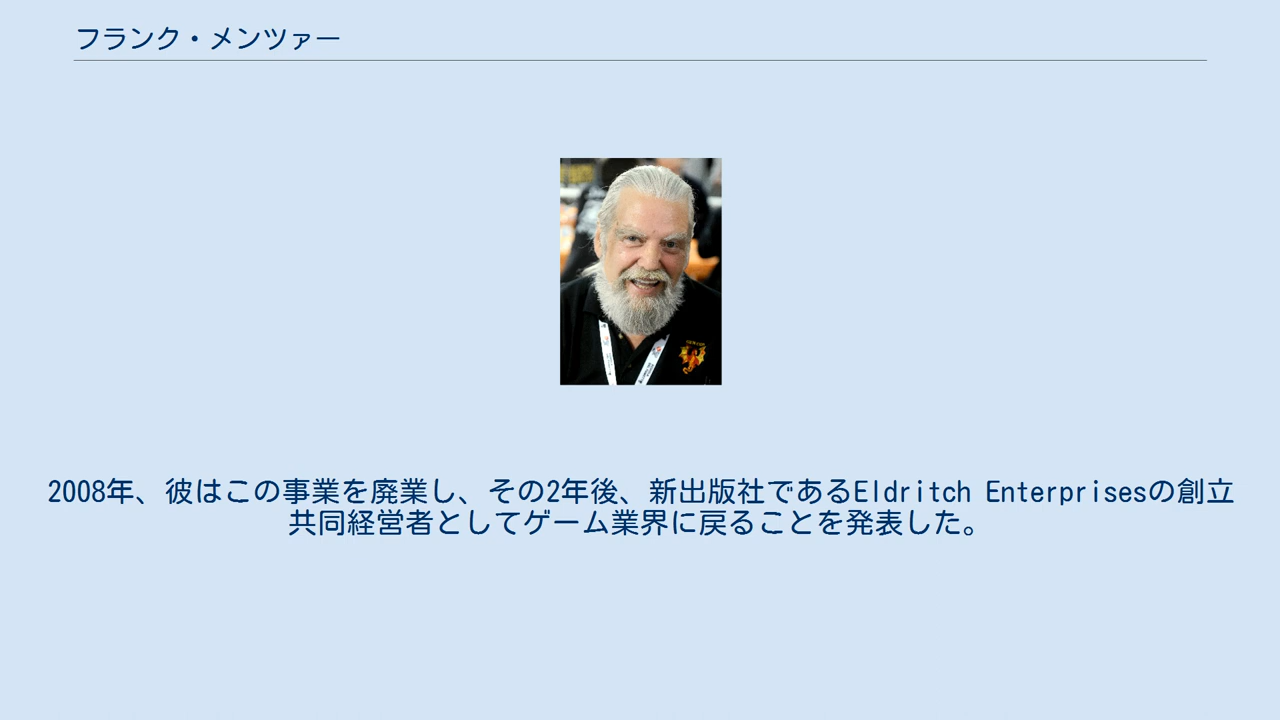 フランク・メンツァー
2008年、彼はこの事業を廃業し、その2年後、新出版社であるEldritch Enterprisesの創立
共同経営者としてゲーム業界に戻ることを発表した。